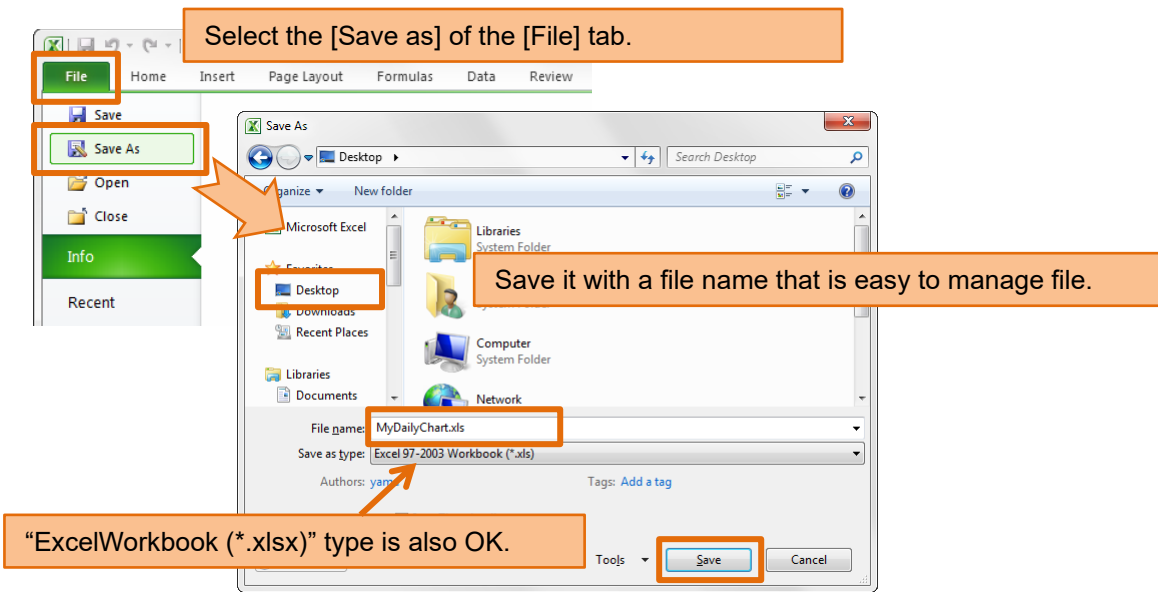 Select the [Save as] of the [File] tab.
File Home Insert Page Layout Formulas Data Review
Save
Save As
Open
Close
Info
Recent
Save As
Desktop
Search Desktop
New folder
Microsoft Excel
Libraries
System Folder
Save it with a file name that is easy to manage file.
Desktop
Downloads
Recent Places
Computer
System Folder
Libraries
Documents
Network
File name: MyDailyChart.xls
Save as type: Excel 97-2003 Workbook (*.xls)
Authors:
Tags: Add a tag
“ExcelWorkbook (*.xlsx)” type is also OK.
Tools Save Cancel